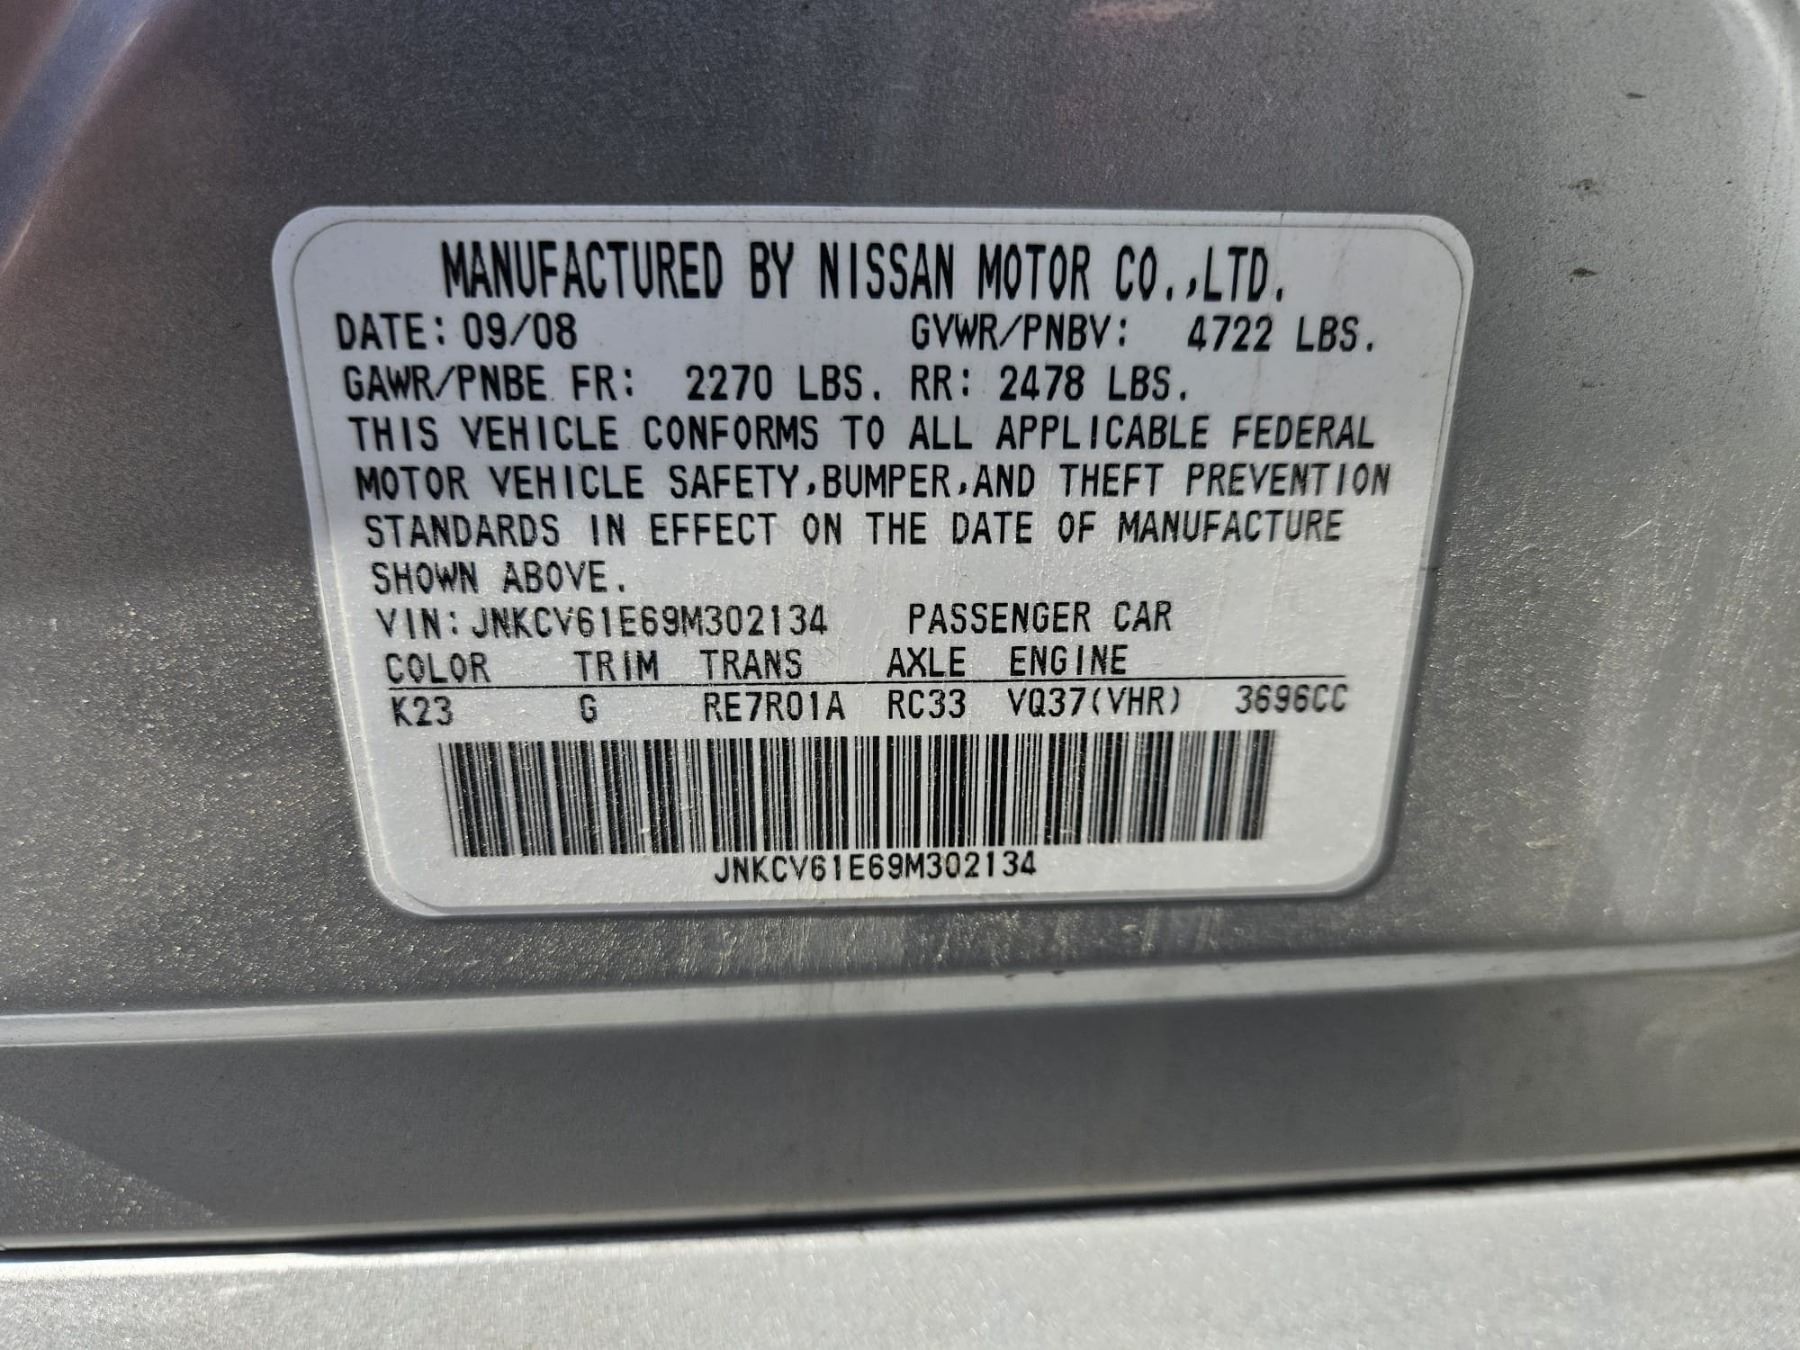 MANUFACTURED BY NISSAN MOTOR CO.,LTD.
DATE: 09/08 GVWR/PNBV: 4722 LBS.
GAWR/PNBE FR: 2270 LBS. RR: 2478 LBS.
THIS VEHICLE CONFORMS TO ALL APPLICABLE FEDERAL
MOTOR VEHICLE SAFETY,BUMPER,AND THEFT PREVENTION
STANDARDS IN EFFECT ON THE DATE OF MANUFACTURE
SHOWN ABOVE.
VIN: JNKCV61E69M302134 PASSENGER CAR
COLOR TRIM TRANS AXLE ENGINE
K23 G RE7R01A RC33 VQ37(VHR) 3696CC
JNKCV61E69M302134